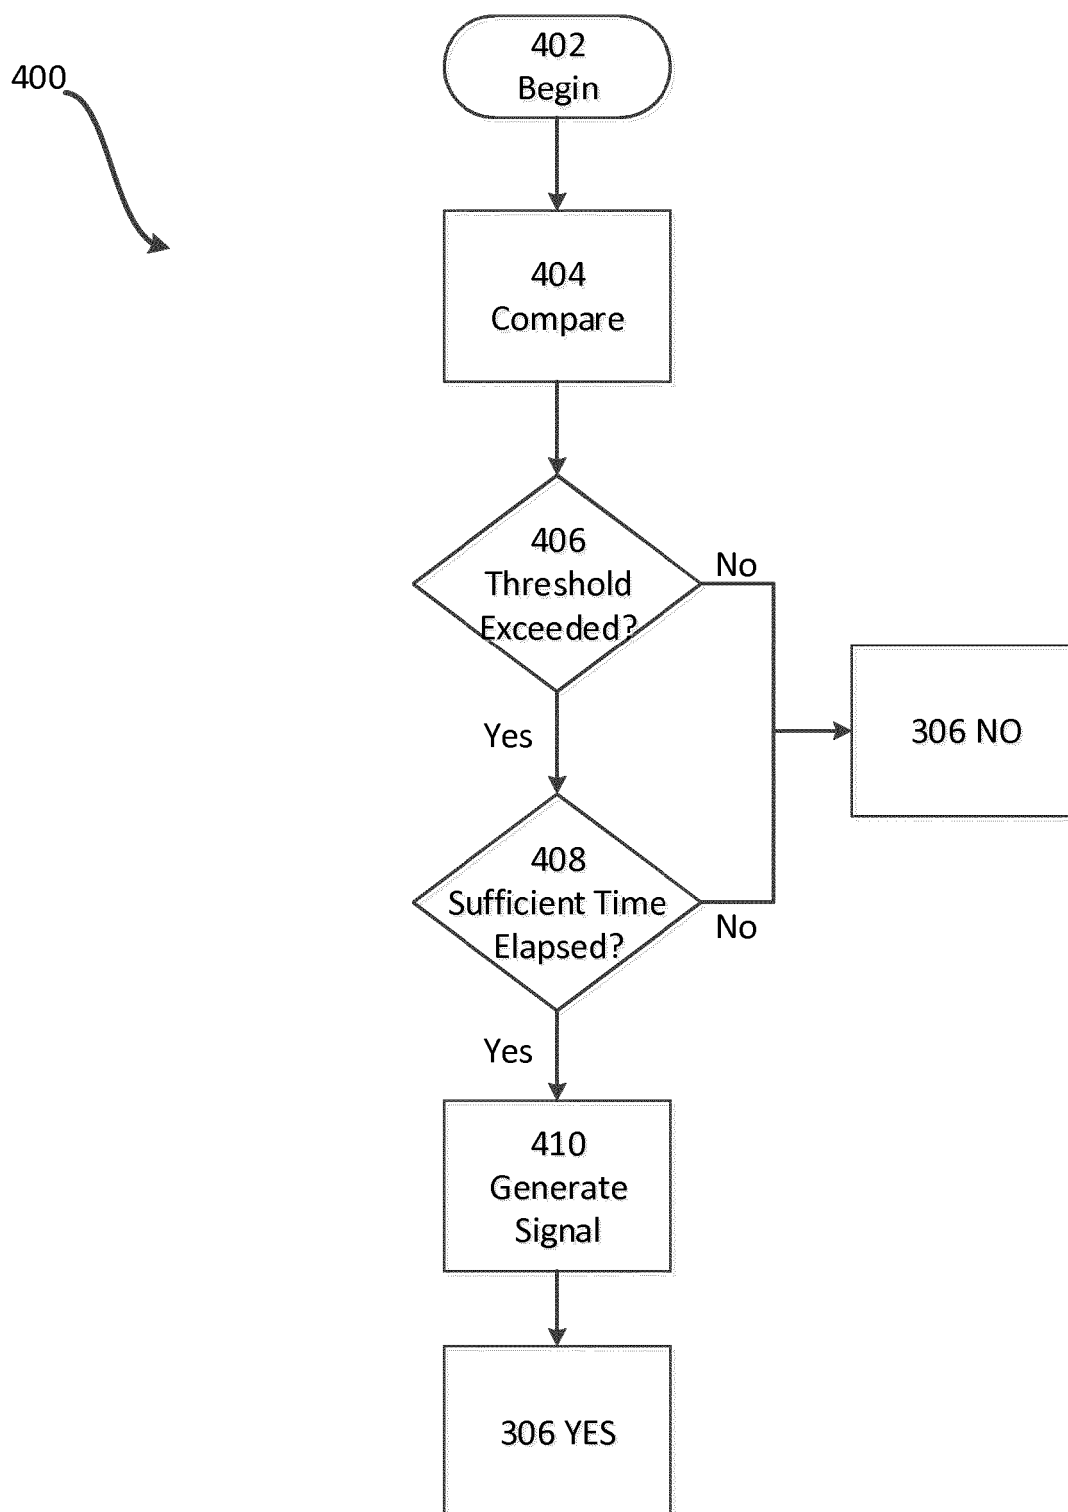 402
Begin
400
404
Compare
406
Threshold
Exceeded?
No
306 NO
Yes
408
Sufficient Time
Elapsed?
No
Yes
410
Generate
Signal
306 YES